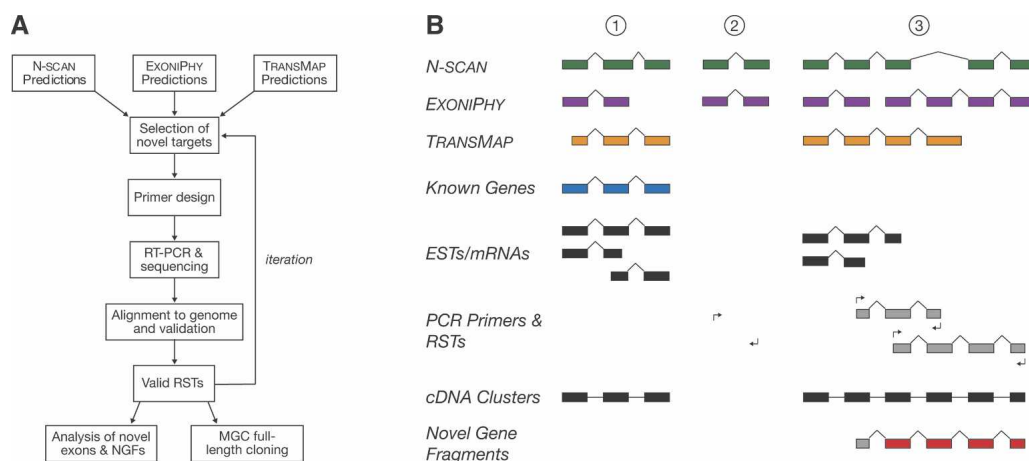 A
N-SCAN
Predictions
EXONIPHY
Predictions
TRANSMAP
Predictions
Selection of
novel targets
Primer design
RT-PCR &
sequencing
iteration
Alignment to genome
and validation
Valid RSTs
Analysis of novel
exons & NGFs
MGC full-
length cloning
B
1
2
3
N-SCAN
EXONIPHY
TRANSMAP
Known Genes
ESTs/mRNAs
PCR Primers &
RSTs
cDNA Clusters
Novel Gene
Fragments